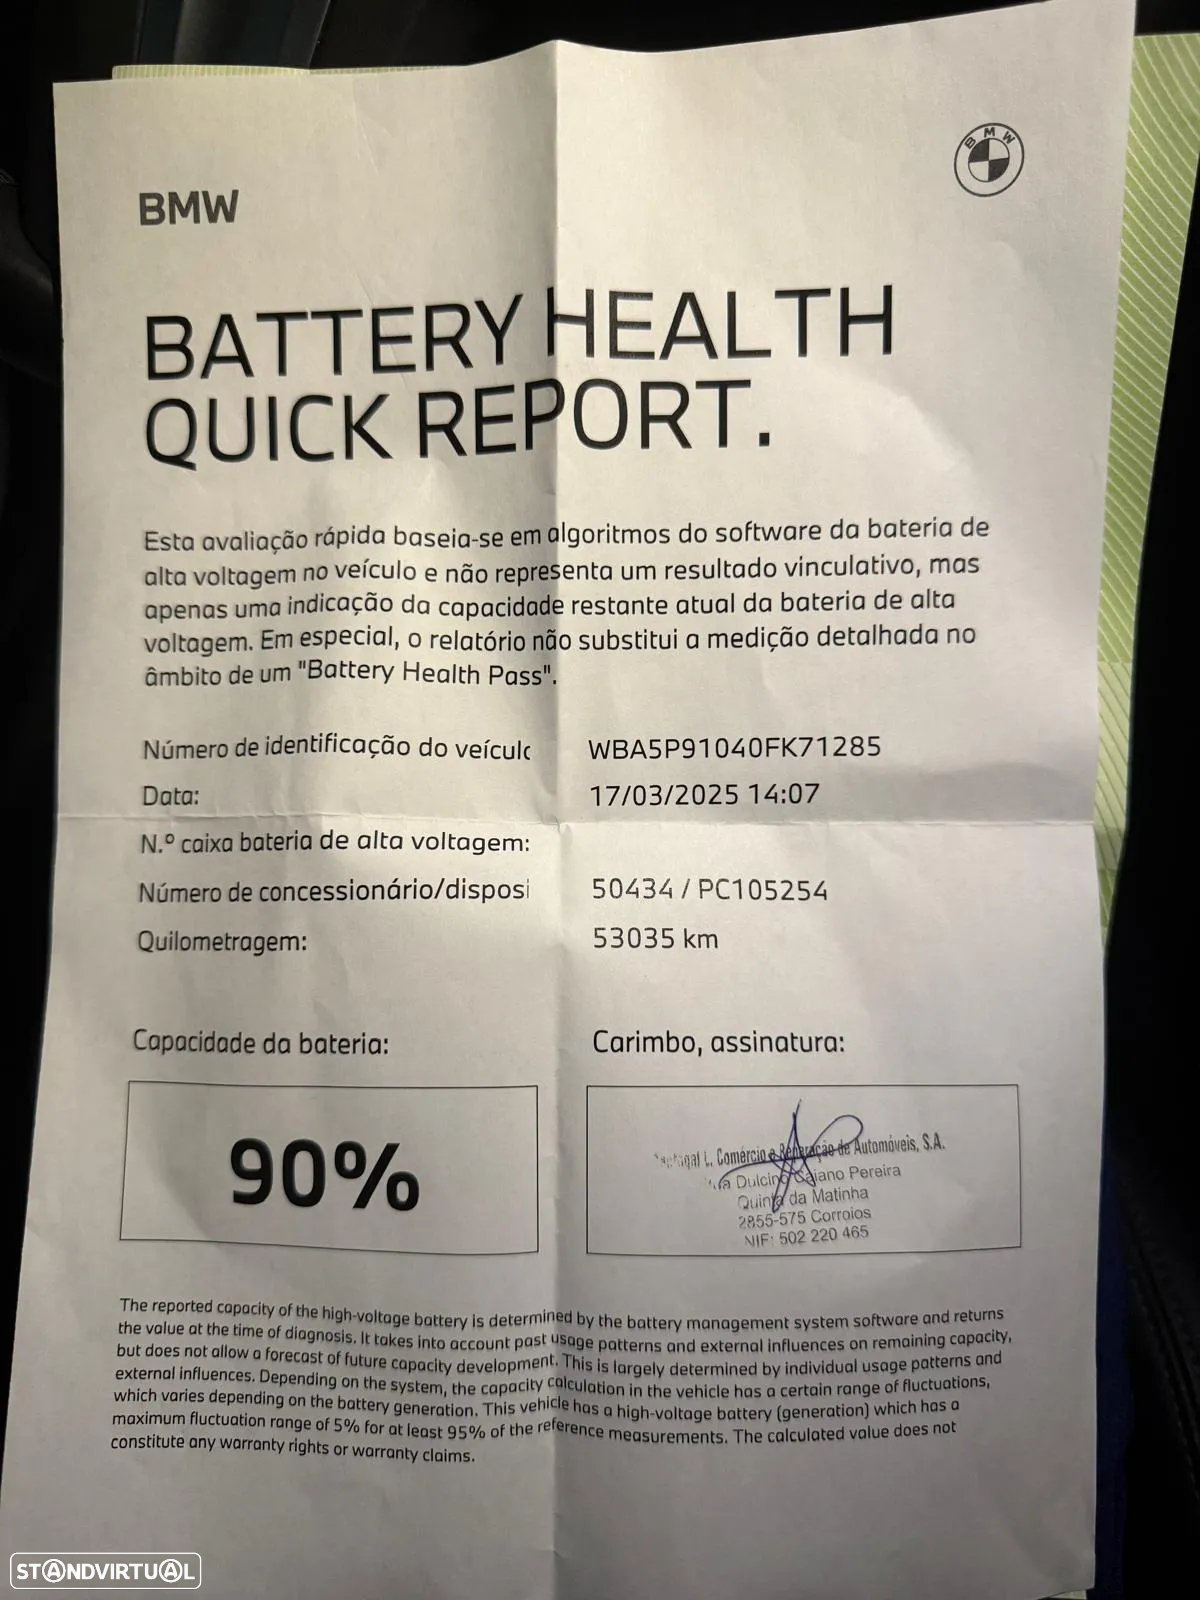 BMW
BMW
BATTERY HEALTH
QUICK REPORT.
Esta avaliação rápida baseia-se em algoritmos do software da bateria de
alta voltagem no veículo e não representa um resultado vinculativo, mas
apenas uma indicação da capacidade restante atual da bateria de alta
voltagem. Em especial, o relatório não substitui a medição detalhada no
âmbito de um "Battery Health Pass".
Número de identificação do veículo WBA5P91040FK71285
Data: 17/03/2025 14:07
N.º caixa bateria de alta voltagem:
Número de concessionário/disposi 50434 / PC105254
Quilometragem: 53035 km
Capacidade da bateria: Carimbo, assinatura:
90%
L. Comércio e Reparação de Automóveis, S.A.
Dulcino Pereira
Quinta da Matinha
2855-575 Corroios
NIF: 502 220 465
The reported capacity of the high-voltage battery is determined by the battery management system software and returns
the value at the time of diagnosis. It takes into account past usage patterns and external influences on remaining capacity,
but does not allow a forecast of future capacity development. This is largely determined by individual usage patterns and
external influences. Depending on the system, the capacity calculation in the vehicle has a certain range of fluctuations,
which varies depending on the battery generation. This vehicle has a high-voltage battery (generation) which has a
maximum fluctuation range of 5% for at least 95% of the reference measurements. The calculated value does not
constitute any warranty rights or warranty claims.
STANDVIRTUAL